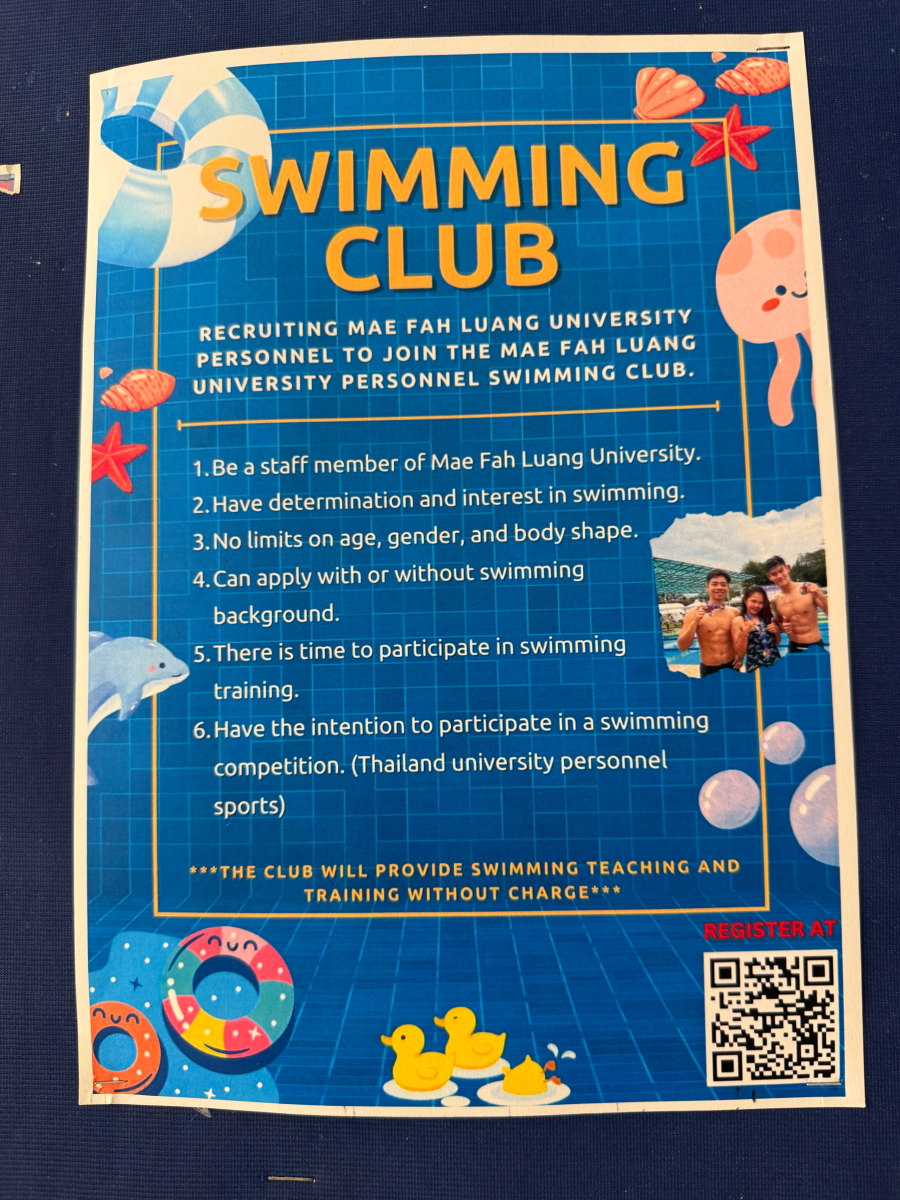 SWIMMING
CLUB
RECRUITING MAE FAH LUANG UNIVERSITY
PERSONNEL TO JOIN THE MAE FAH LUANG
UNIVERSITY PERSONNEL SWIMMING CLUB.
1. Be a staff member of Mae Fah Luang University.
2. Have determination and interest in swimming.
3. No limits on age, gender, and body shape.
4. Can apply with or without swimming
background.
5. There is time to participate in swimming
training.
6. Have the intention to participate in a swimming
competition. (Thailand university personnel
sports)
***THE CLUB WILL PROVIDE SWIMMING TEACHING AND
TRAINING WITHOUT CHARGE***
REGISTER AT